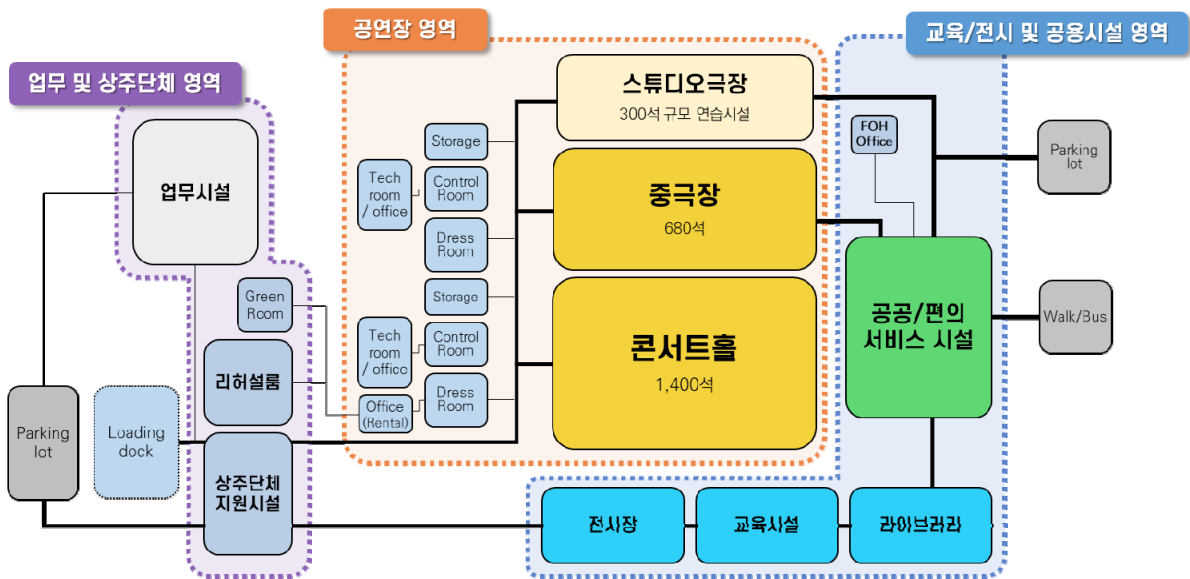 공연장 영역
교육/전시 및 공용시설 영역
업무 및 상주단체 영역
스튜디오극장
300석 규모 연습시설
FOH
Office
Parking
lot
업무시설
Storage
Tech
room
/ office
Control
Room
Dress
Room
중극장
680석
Green
Room
Storage
Tech
room
/ office
Control
Room
콘서트홀
1,400석
공공/편의
서비스 시설
Walk/Bus
리허설룸
Office
(Rental)
Dress
Room
Parking
lot
Loading
dock
상주단체
지원시설
전시장
교육시설
라이브러리